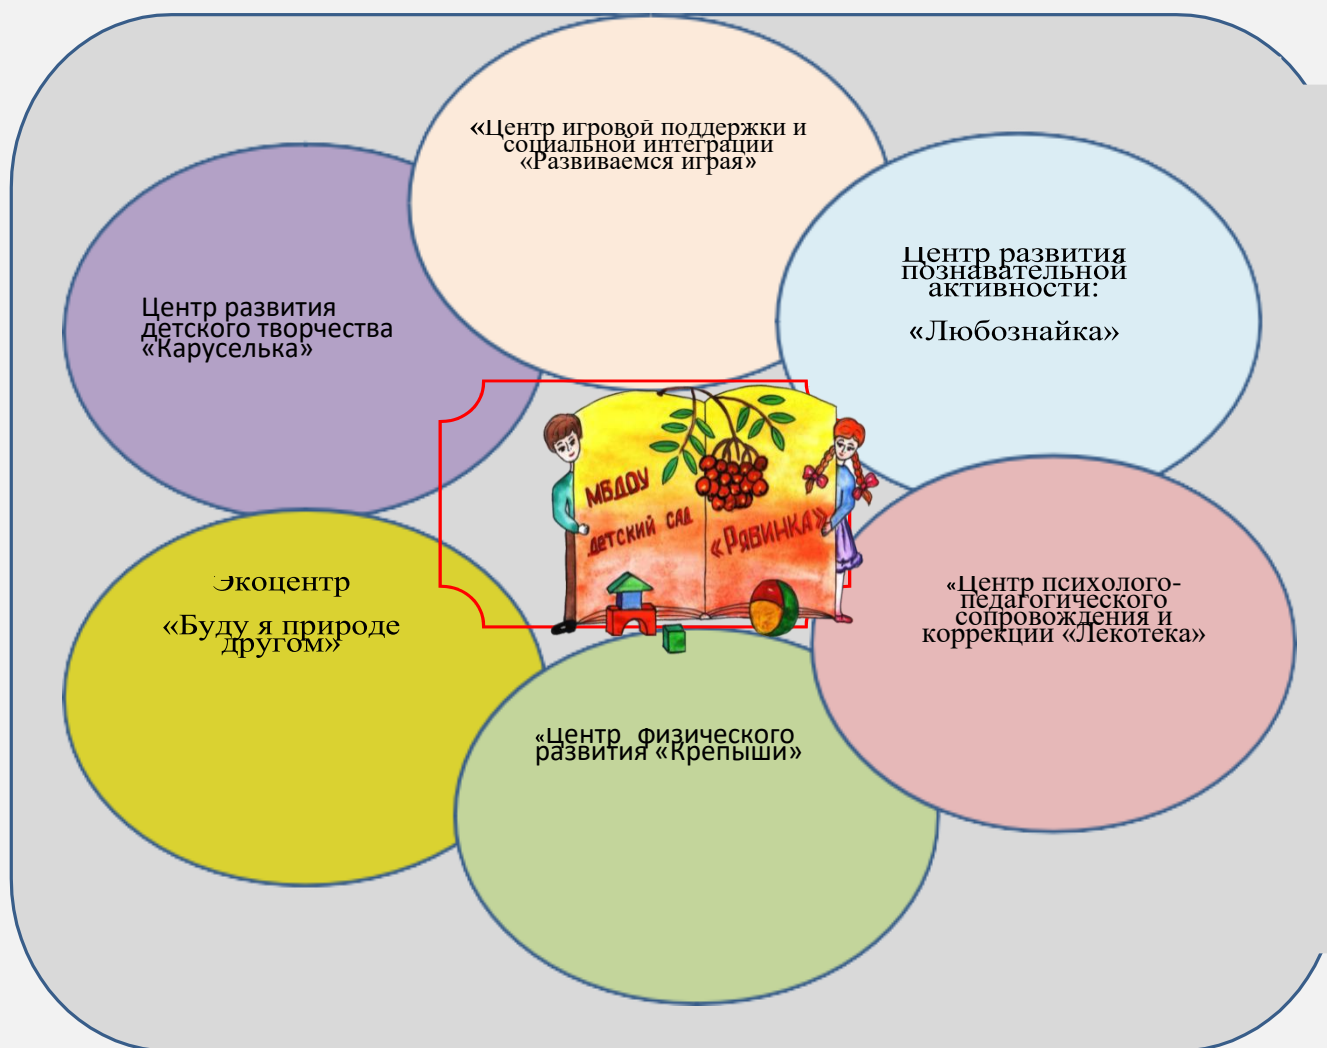 «Центр игровой поддержки и
социальной интеграции
«Развиваемся играя»
Центр развития
познавательной
активности:
«Любознайка»
Центр развития
детского творчества
«Каруселька»
МБДОУ
детский сад
«Рябинка»
Экоцентр
«Буду я природе
другом»
«Центр психолого-
педагогического
сопровождения и
коррекции «Лекотека»
«Центр физического
развития «Крепыши»